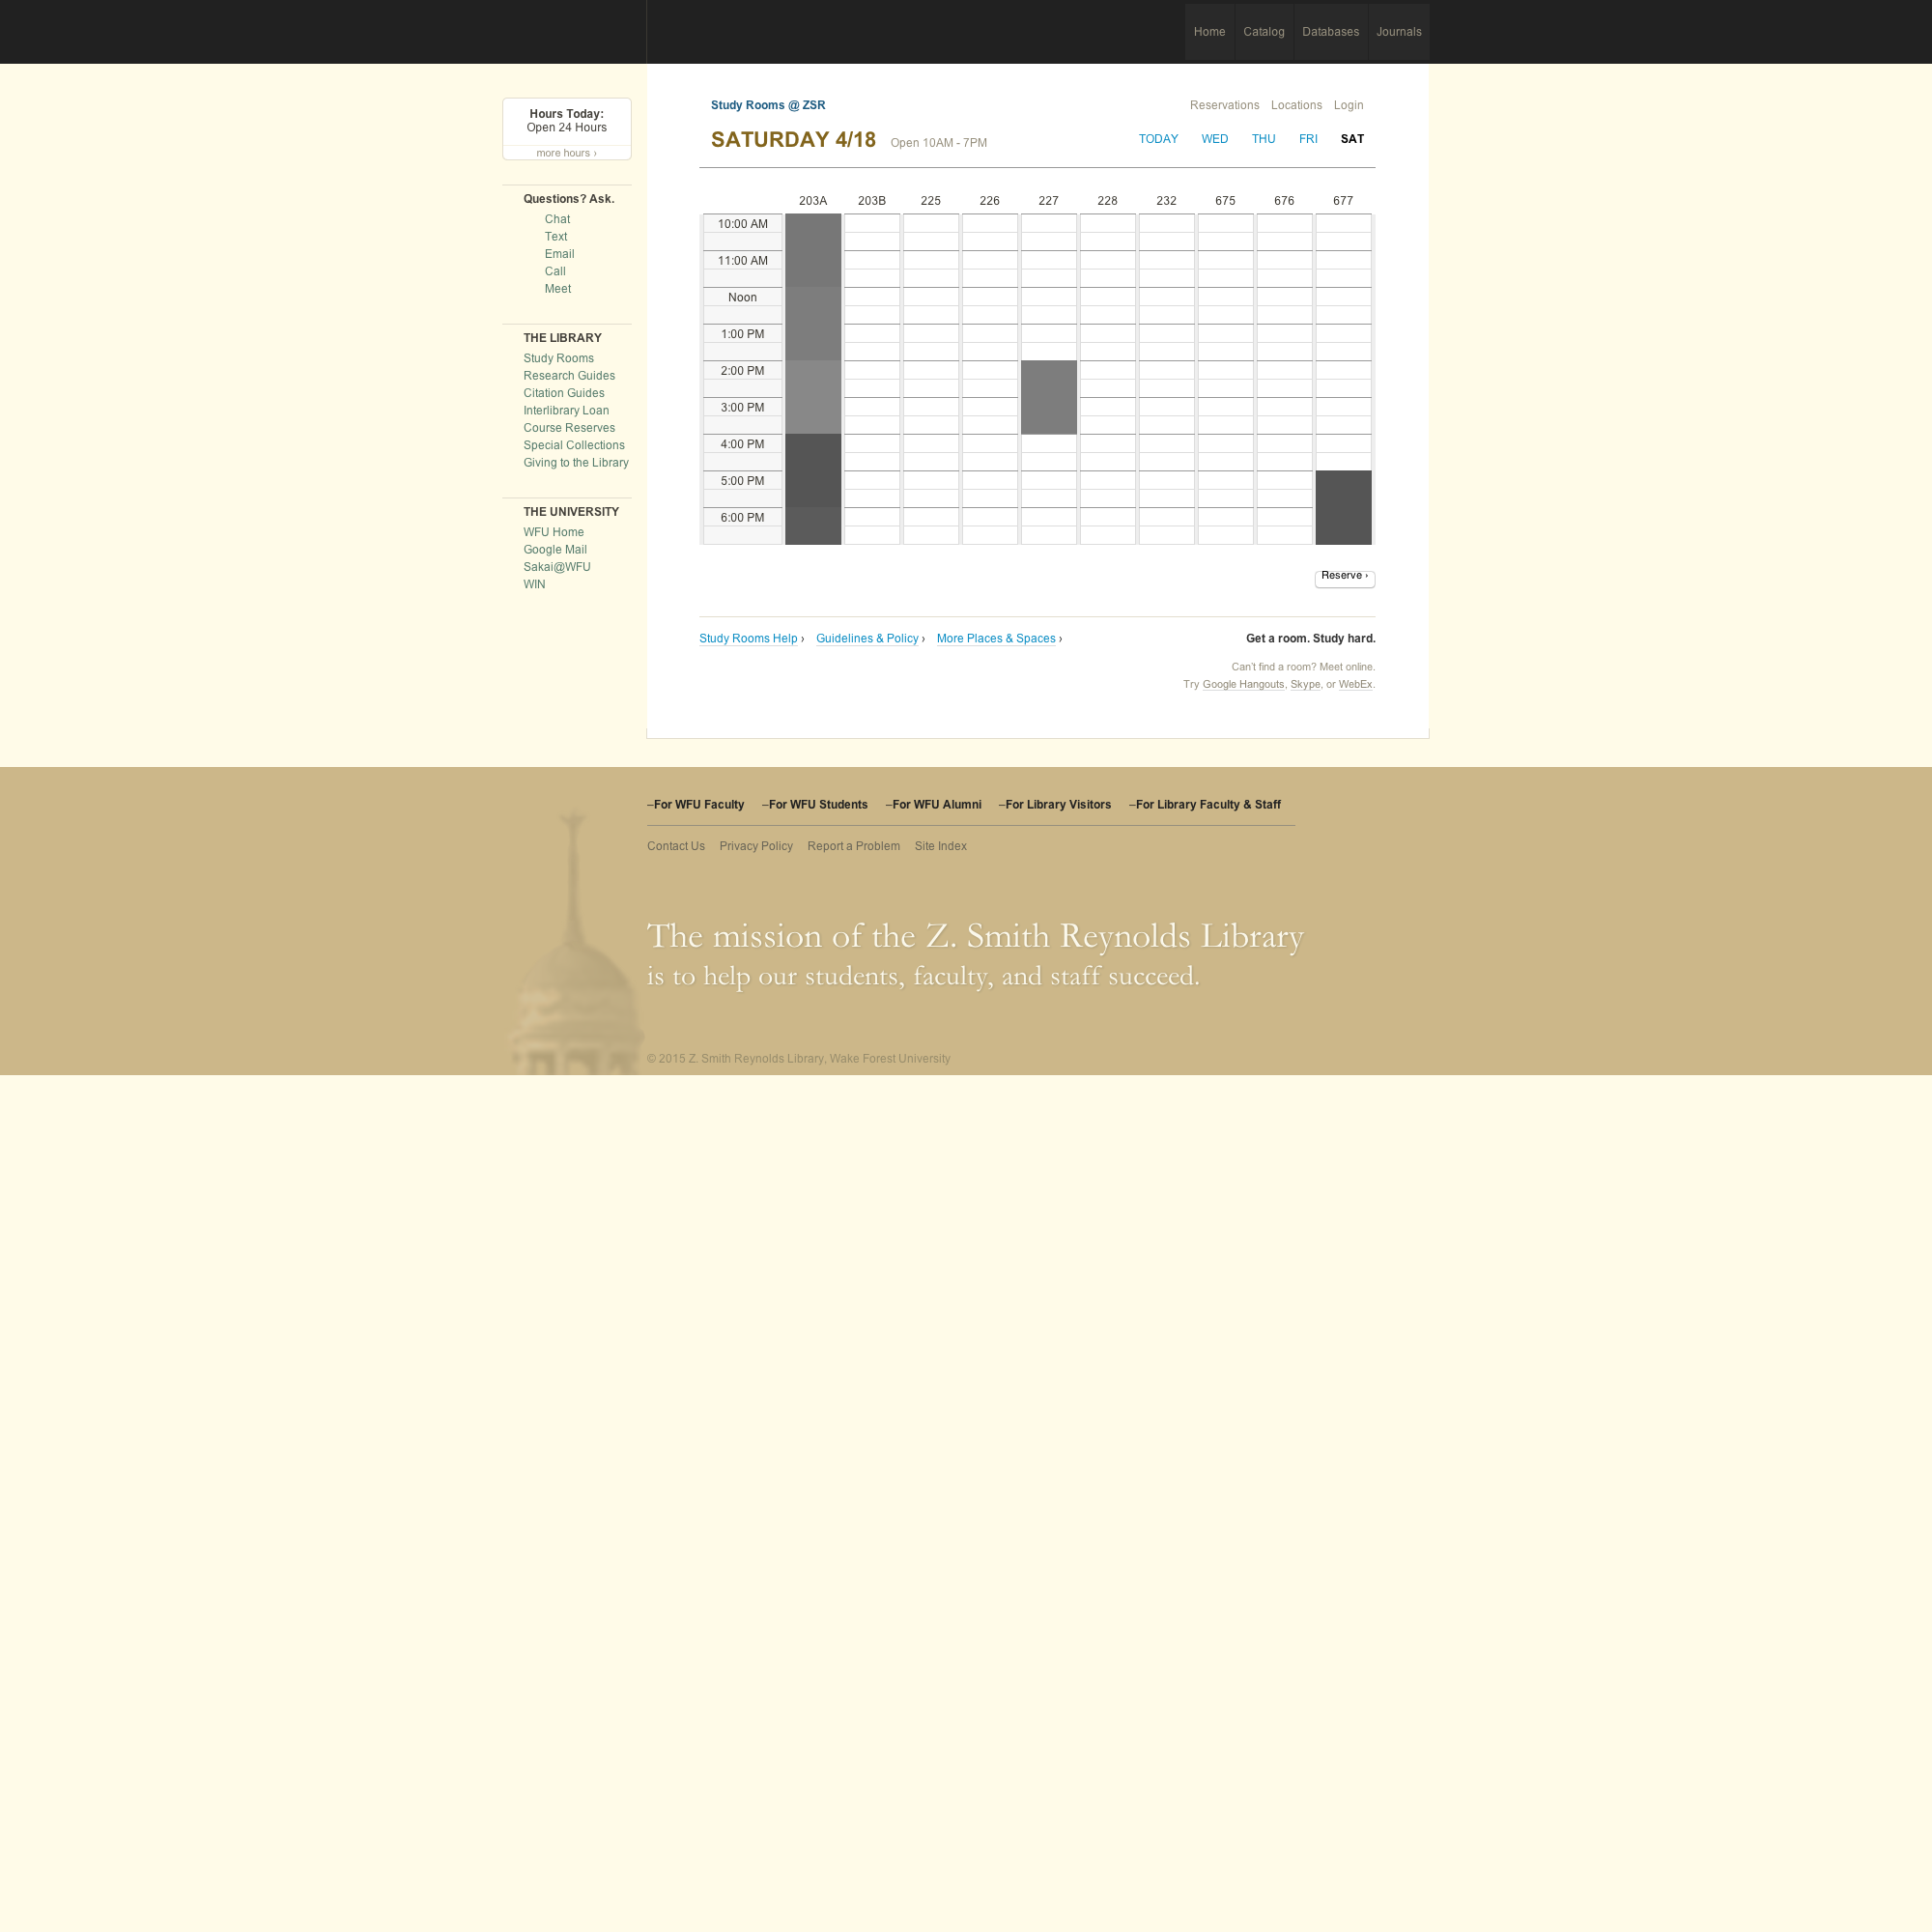 Home Catalog Databases Journals
Hours Today:
Open 24 Hours
more hours ›
Questions? Ask.
Chat
Text
Email
Call
Meet
THE LIBRARY
Study Rooms
Research Guides
Citation Guides
Interlibrary Loan
Course Reserves
Special Collections
Giving to the Library
THE UNIVERSITY
WFU Home
Google Mail
Sakai@WFU
WIN
Study Rooms @ ZSR
Reservations Locations Login
SATURDAY 4/18 Open 10AM - 7PM
TODAY WED THU FRI SAT
203A 203B 225 226 227 228 232 675 676 677
10:00 AM
11:00 AM
Noon
1:00 PM
2:00 PM
3:00 PM
4:00 PM
5:00 PM
6:00 PM
Reserve ›
Study Rooms Help › Guidelines & Policy › More Places & Spaces ›
Get a room. Study hard.
Can't find a room? Meet online.
Try Google Hangouts, Skype, or WebEx.
–For WFU Faculty –For WFU Students –For WFU Alumni –For Library Visitors –For Library Faculty & Staff
Contact Us Privacy Policy Report a Problem Site Index
The mission of the Z. Smith Reynolds Library
is to help our students, faculty, and staff succeed.
© 2015 Z. Smith Reynolds Library, Wake Forest University